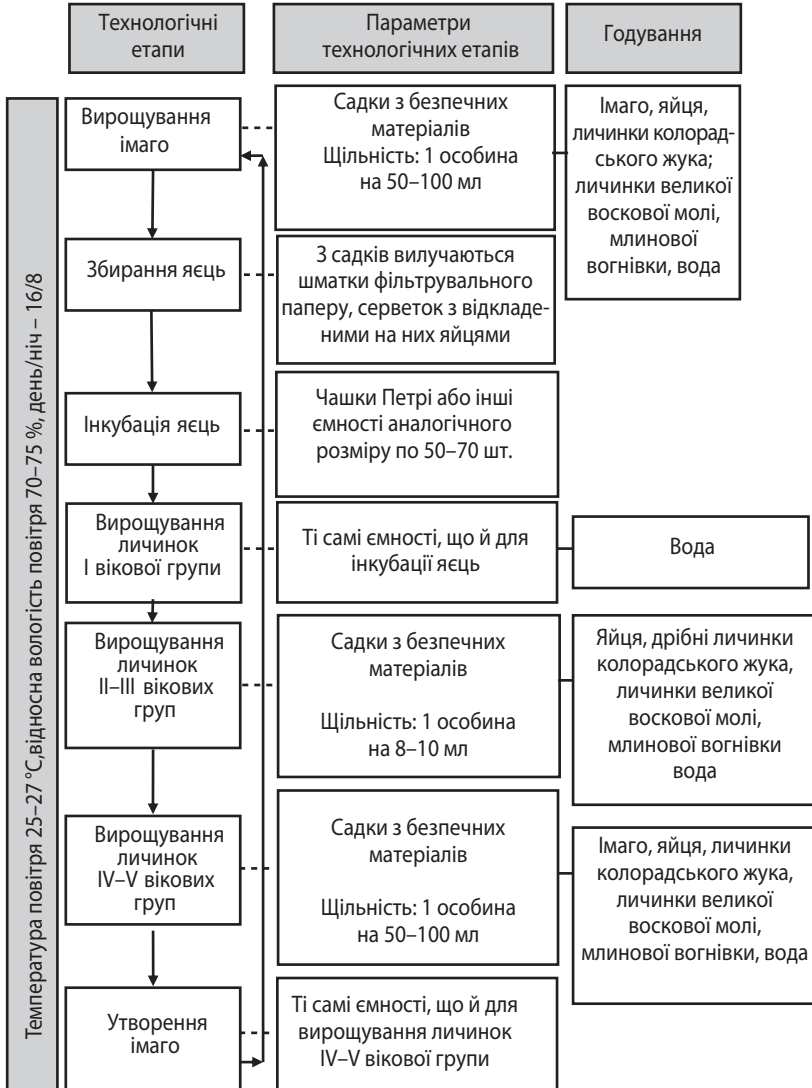 Технологічні
етапи
Параметри
технологічних етапів
Годування
Температура повітря 25–27 °С,відносна вологість повітря 70–75 %, день/ніч – 16/8
Вирощування
імаго
Садки з безпечних
матеріалів
Щільність: 1 особина
на 50–100 мл
Імаго, яйця,
личинки колорад-
ського жука;
личинки великої
воскової молі,
млинової
вогнівки, вода
Збирання яєць
З садків вилучаються
шматки фільтрувального
паперу, серветок з відкладе-
ними на них яйцями
Інкубація яєць
Чашки Петрі або інші
ємності аналогічного
розміру по 50–70 шт.
Вирощування
личинок
I вікової групи
Ті самі ємності, що й для
інкубації яєць
Вода
Вирощування
личинок
II–III вікових
груп
Садки з безпечних
матеріалів
Щільність: 1 особина
на 8–10 мл
Яйця, дрібні личинки
колорадського жука,
личинки великої
воскової молі,
млинової вогнівки
вода
Вирощування
личинок
IV–V вікових
груп
Садки з безпечних
матеріалів
Щільність: 1 особина
на 50–100 мл
Імаго, яйця, личинки
колорадського жука,
личинки великої
воскової молі,
млинової вогнівки, вода
Утворення
імаго
Ті самі ємності, що й для
вирощування личинок
IV–V вікової групи